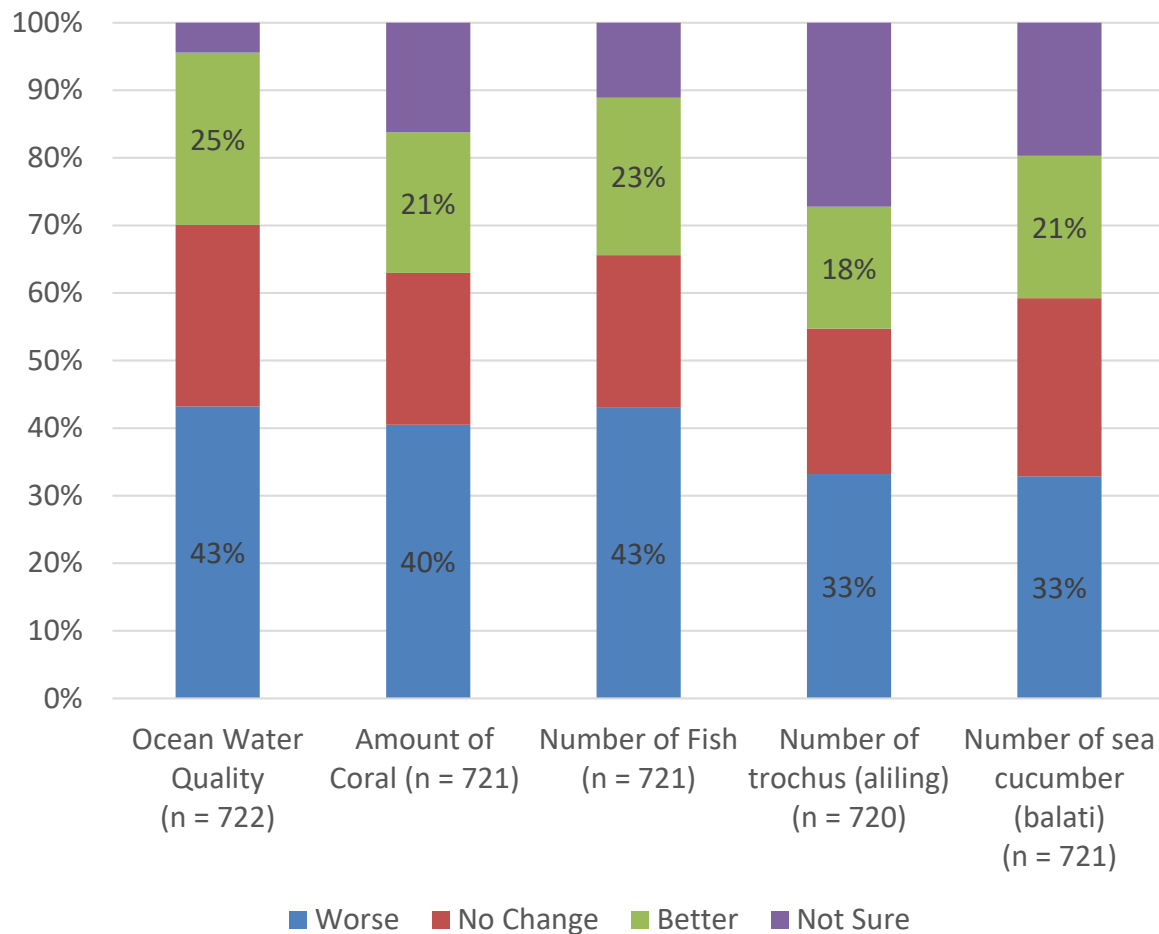 100%
90%
80%
70%
60%
50%
40%
30%
20%
10%
0%
25%
21%
23%
18%
21%
43%
40%
43%
33%
33%
Ocean Water
Quality
(n = 722)
Amount of
Coral (n = 721)
Number of Fish
(n = 721)
Number of
trochus (aliling)
(n = 720)
Number of sea
cucumber
(balati)
(n = 721)
Worse No Change Better Not Sure